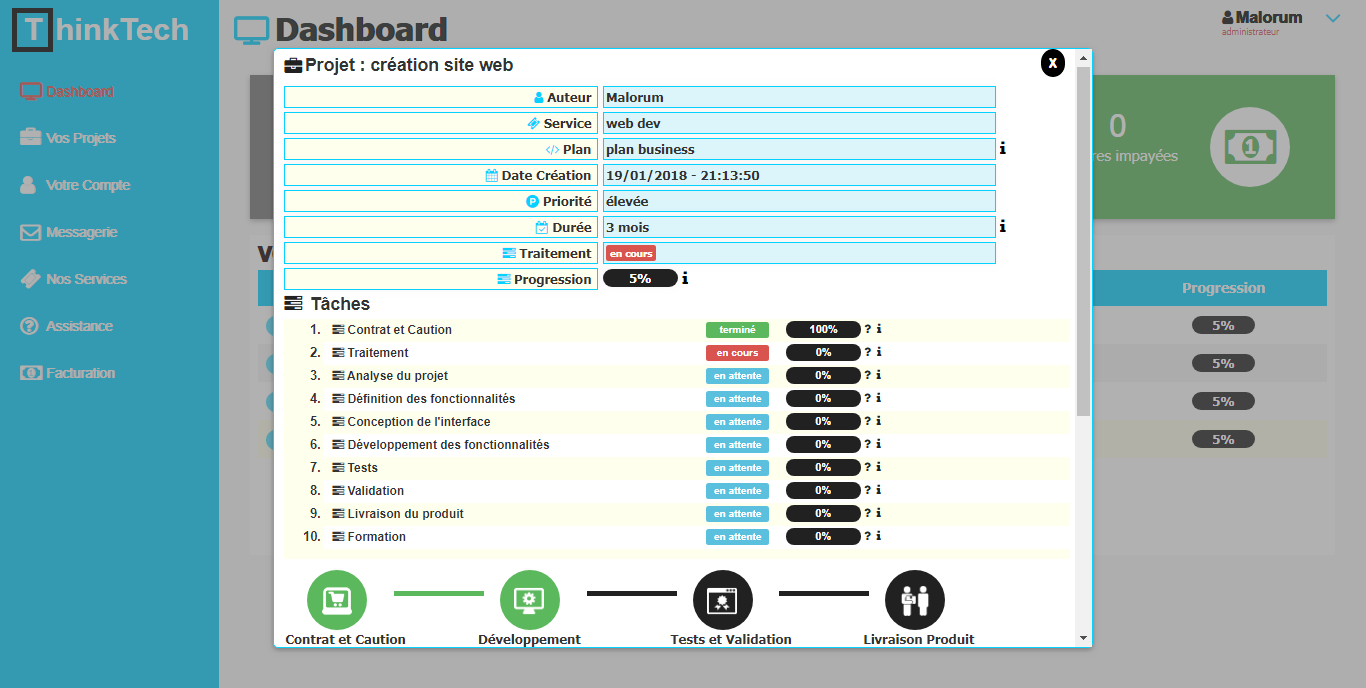 ThinkTech
Dashboard
Malorum
administrateur
Dashboard
Vos Projets
Votre Compte
Messagerie
Nos Services
Assistance
Facturation
Projet : création site web
X
Auteur Malorum
Service web dev
Plan plan business
Date Création 19/01/2018 - 21:13:50
Priorité élevée
Durée 3 mois
Traitement en cours
Progression 5%
Tâches
1. Contrat et Caution terminé 100% ?
2. Traitement en cours 0% ?
3. Analyse du projet en attente 0% ?
4. Définition des fonctionnalités en attente 0% ?
5. Conception de l'interface en attente 0% ?
6. Développement des fonctionnalités en attente 0% ?
7. Tests en attente 0% ?
8. Validation en attente 0% ?
9. Livraison du produit en attente 0% ?
10. Formation en attente 0% ?
Contrat et Caution
Développement
Tests et Validation
Livraison Produit
0
res impayées
1
Progression
5%
5%
5%
5%